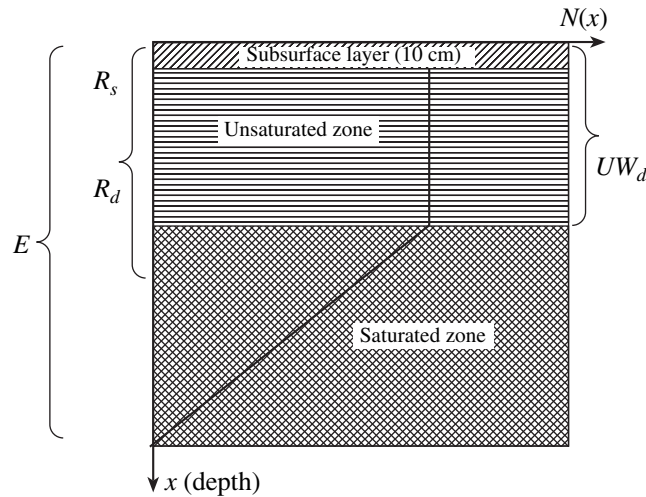 N(x)
Subsurface layer (10 cm)
R_s
Unsaturated zone
UW_d
R_d
E
Saturated zone
x (depth)